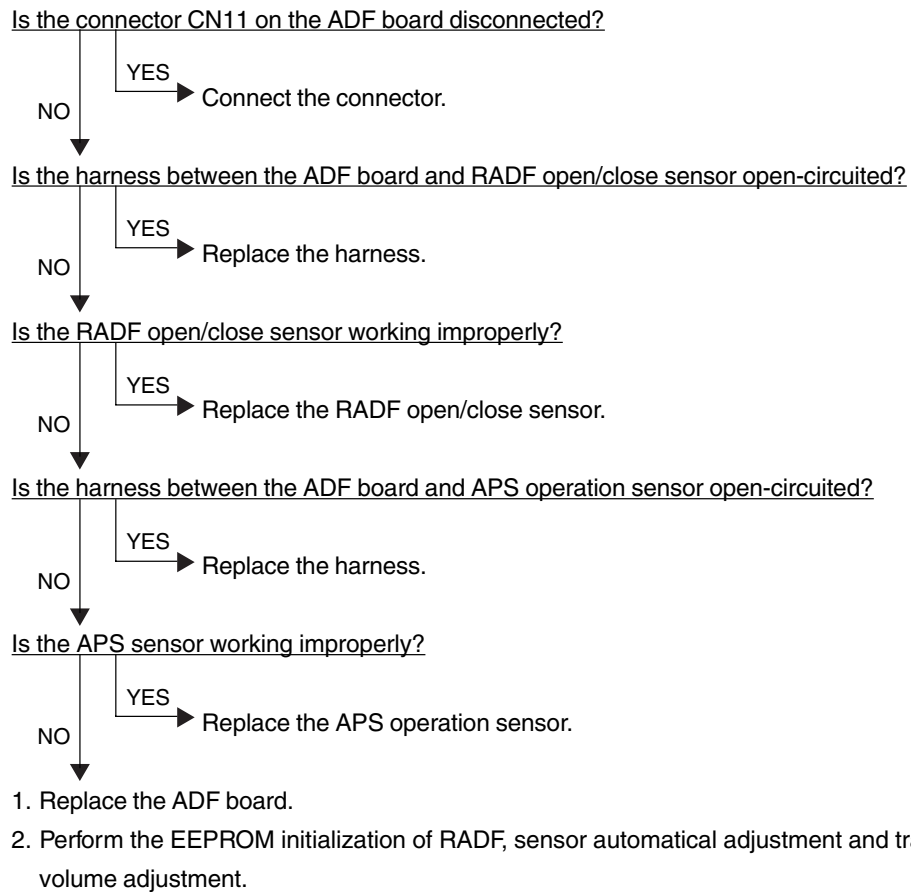 Is the connector CN11 on the ADF board disconnected?
YES
Connect the connector.
NO
Is the harness between the ADF board and RADF open/close sensor open-circuited?
YES
Replace the harness.
NO
Is the RADF open/close sensor working improperly?
YES
Replace the RADF open/close sensor.
NO
Is the harness between the ADF board and APS operation sensor open-circuited?
YES
Replace the harness.
NO
Is the APS sensor working improperly?
YES
Replace the APS operation sensor.
NO
1. Replace the ADF board.
2. Perform the EEPROM initialization of RADF, sensor automatical adjustment and
volume adjustment.